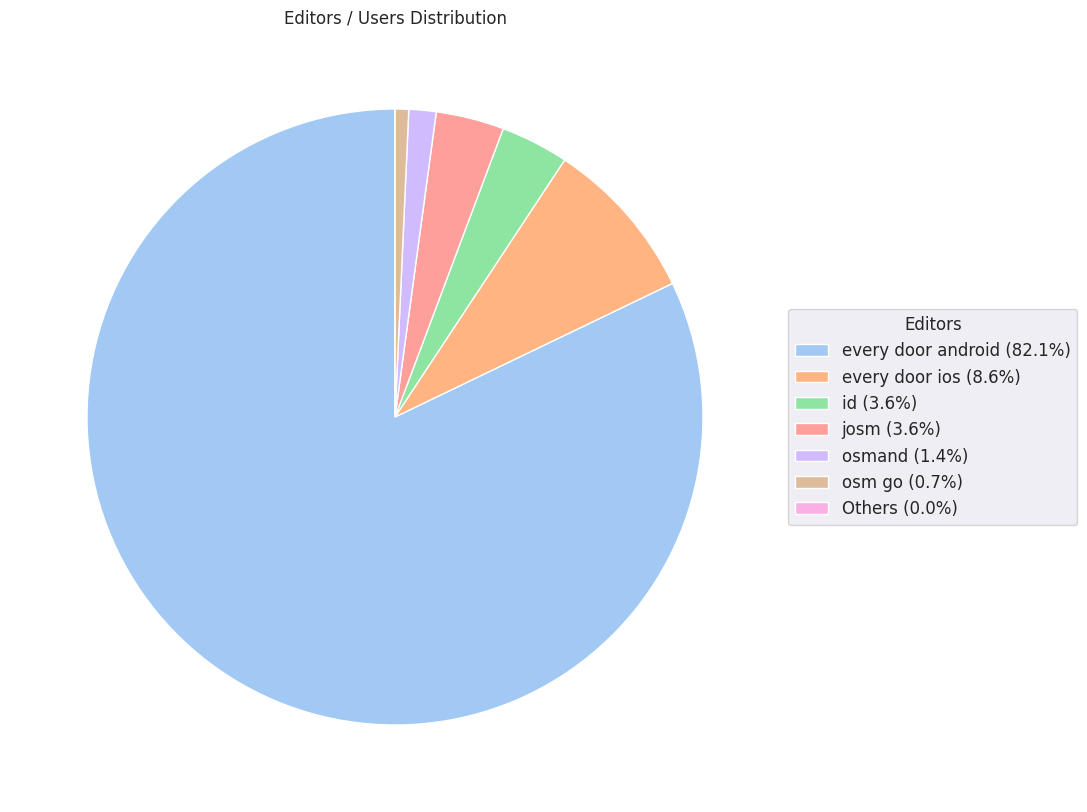 Editors / Users Distribution
Editors
every door android (82.1%)
every door ios (8.6%)
id (3.6%)
josm (3.6%)
osmand (1.4%)
osm go (0.7%)
Others (0.0%)